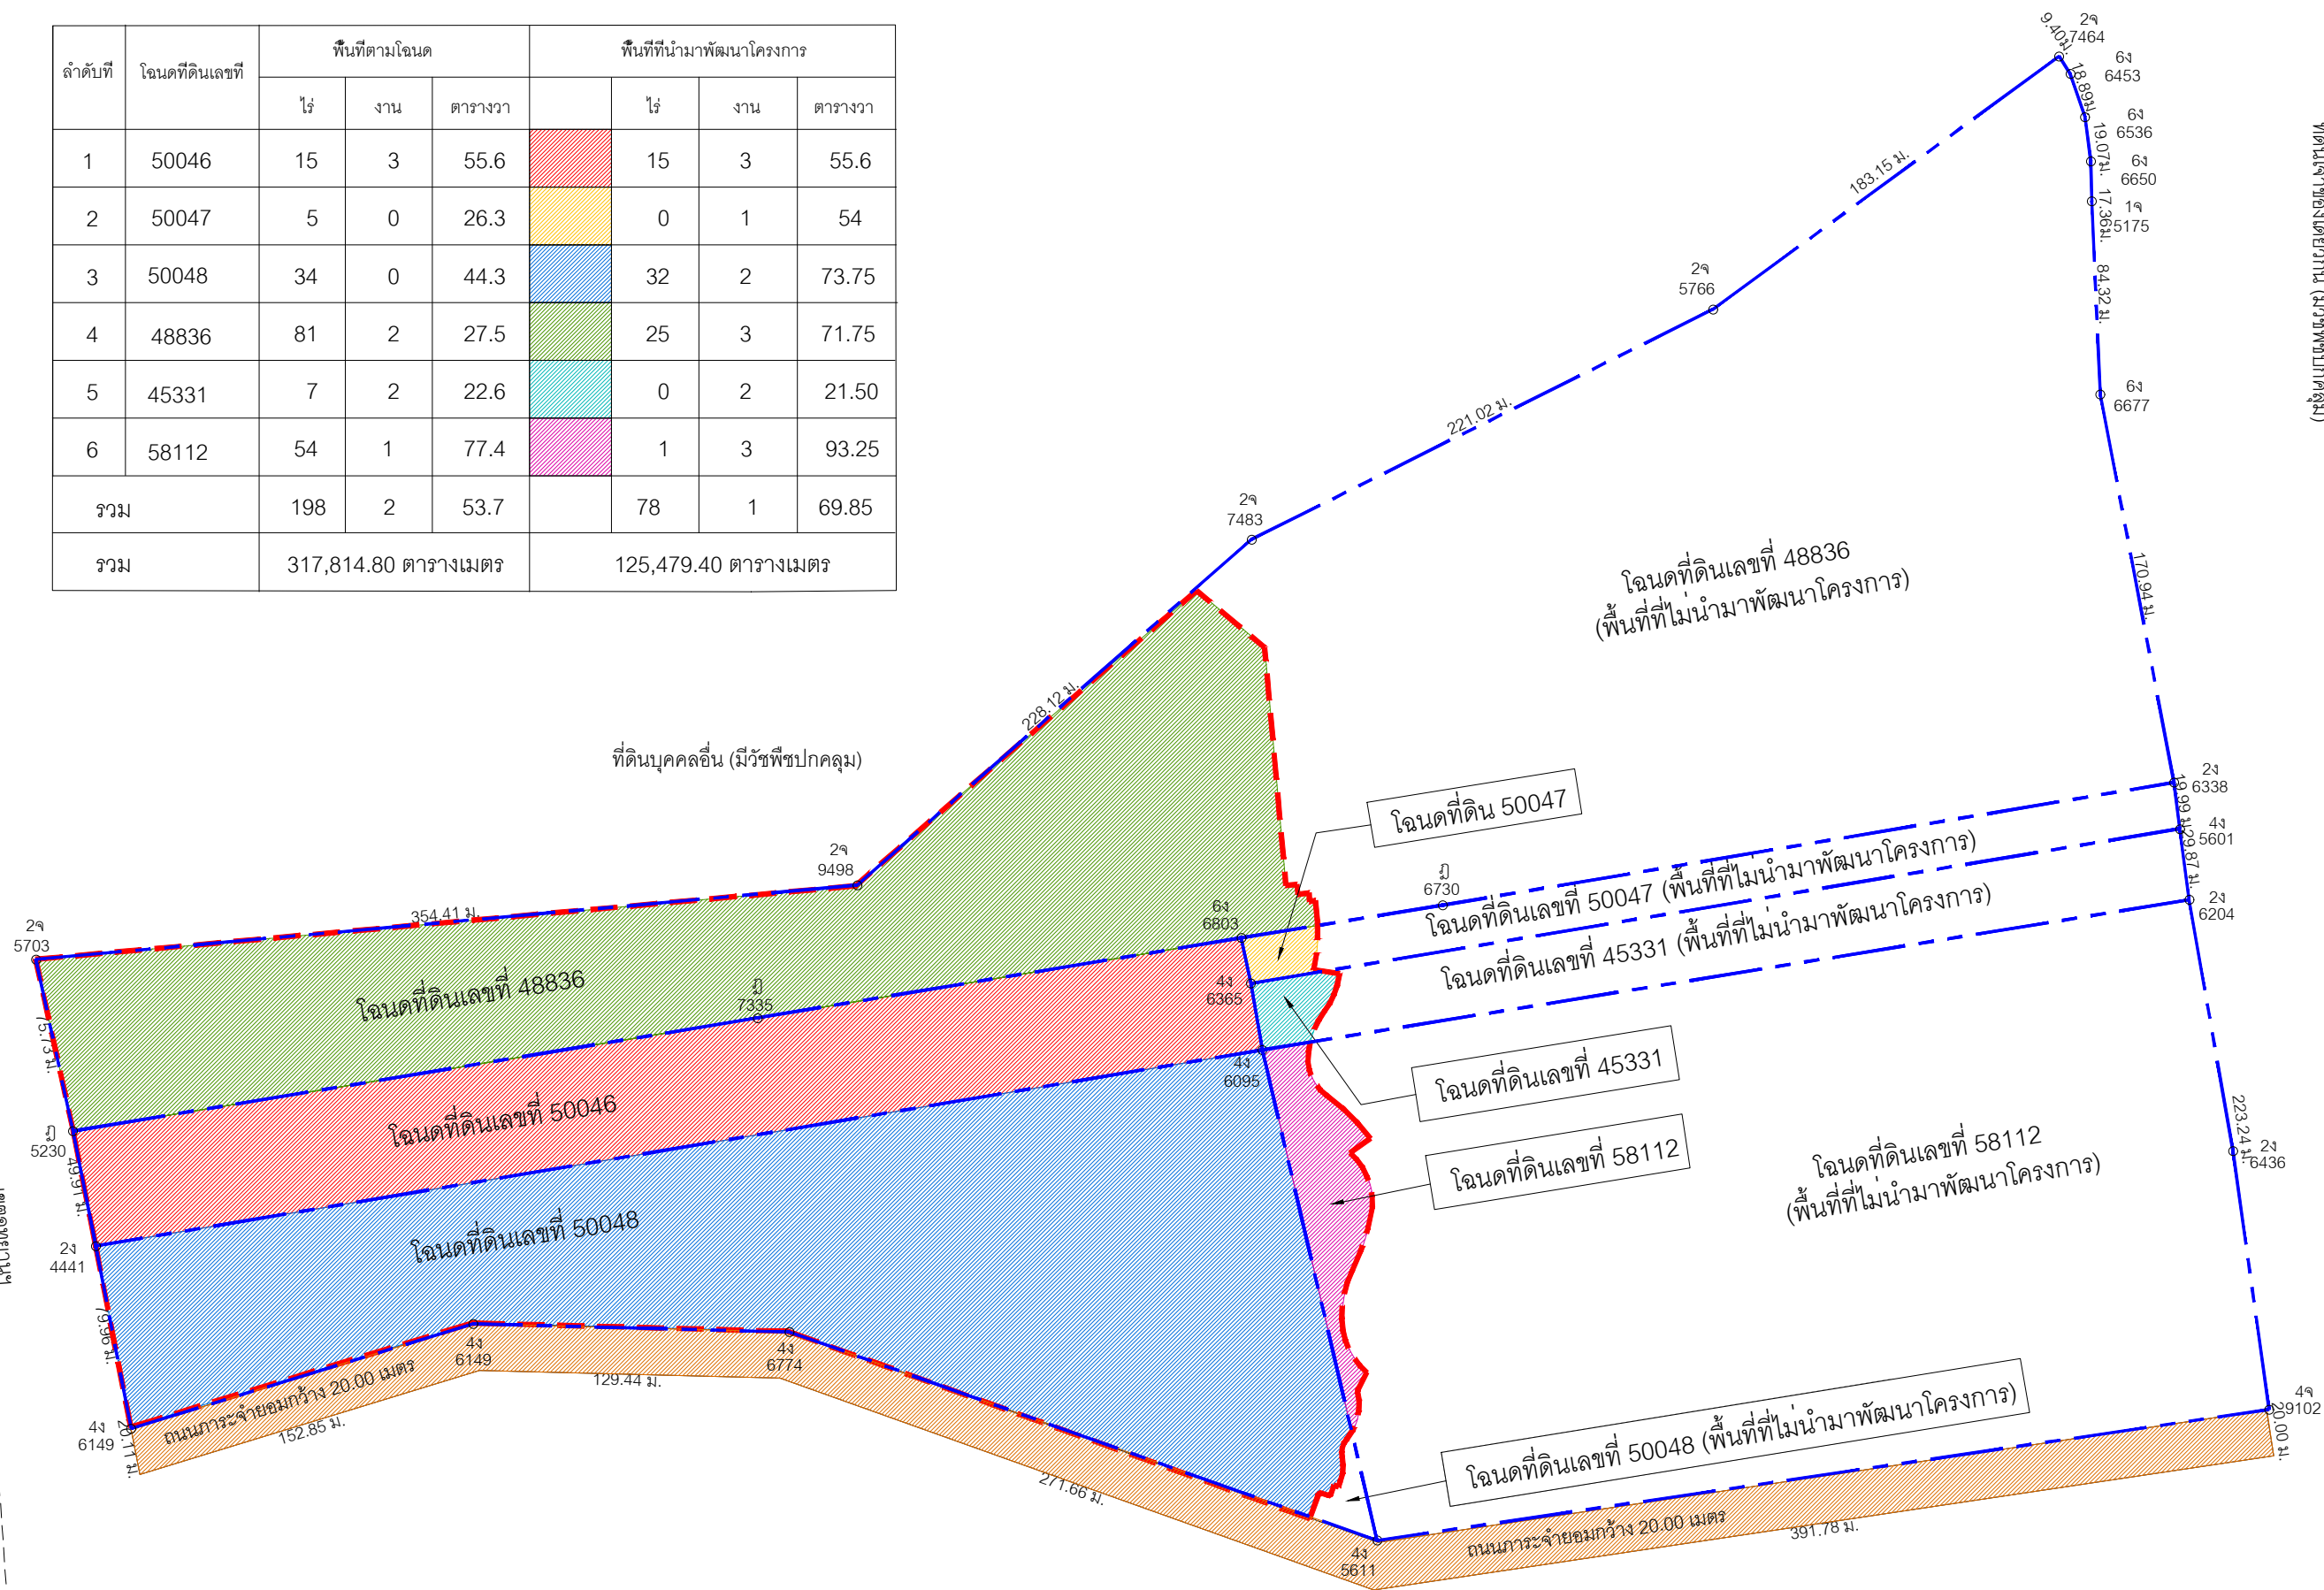 ลำดับที่ โฉนดที่ดินเลขที่ พื้นที่ตามโฉนด พื้นที่ที่นำมาพัฒนาโครงการ
ไร่ งาน ตารางวา ไร่ งาน ตารางวา
1 50046 15 3 55.6 15 3 55.6
2 50047 5 0 26.3 0 1 54
3 50048 34 0 44.3 32 2 73.75
4 48836 81 2 27.5 25 3 71.75
5 45331 7 2 22.6 0 2 21.50
6 58112 54 1 77.4 1 3 93.25
รวม 198 2 53.7 78 1 69.85
รวม 317,814.80 ตารางเมตร 125,479.40 ตารางเมตร
9.40ม.
2จ
7464
6ง
6453
18.89ม.
6ง
6536
19.07ม.
6ง
6650
17.36ม.
1จ
5175
183.15 ม.
84.32ม.
2จ
5766
6ง
6677
221.02 ม.
2จ
7483
170.94 ม.
โฉนดที่ดินเลขที่ 48836
(พื้นที่ที่ไม่นำมาพัฒนาโครงการ)
228.12 ม.
ที่ดินบุคคลอื่น (มีวัชพืชปกคลุม)
โฉนดที่ดิน 50047
2ง
6338
19.99 ม.
4ง
5601
29.87 ม.
2ง
6204
2จ
9498
ฎ
6730
โฉนดที่ดินเลขที่ 50047 (พื้นที่ที่ไม่นำมาพัฒนาโครงการ)
โฉนดที่ดินเลขที่ 45331 (พื้นที่ที่ไม่นำมาพัฒนาโครงการ)
354.41 ม.
6ง
6803
2จ
5703
โฉนดที่ดินเลขที่ 48836
ฎ
7335
4ง
6365
75.73 ม.
4ง
6095
โฉนดที่ดินเลขที่ 45331
โฉนดที่ดินเลขที่ 50046
ฎ
5230
49.91 ม.
โฉนดที่ดินเลขที่ 58112
223.24 ม.
2ง
6436
โฉนดที่ดินเลขที่ 58112
(พื้นที่ที่ไม่นำมาพัฒนาโครงการ)
โฉนดที่ดินเลขที่ 50048
2ง
4441
79.96 ม.
4ง
6149
4ง
6774
129.44 ม.
ถนนภาระจำยอมกว้าง 20.00 เมตร
152.85 ม.
4ง
6149
20.11 ม.
271.66 ม.
โฉนดที่ดินเลขที่ 50048 (พื้นที่ที่ไม่นำมาพัฒนาโครงการ)
4จ
9102
20.00 ม.
4ง
5611
ถนนภาระจำยอมกว้าง 20.00 เมตร
391.78 ม.